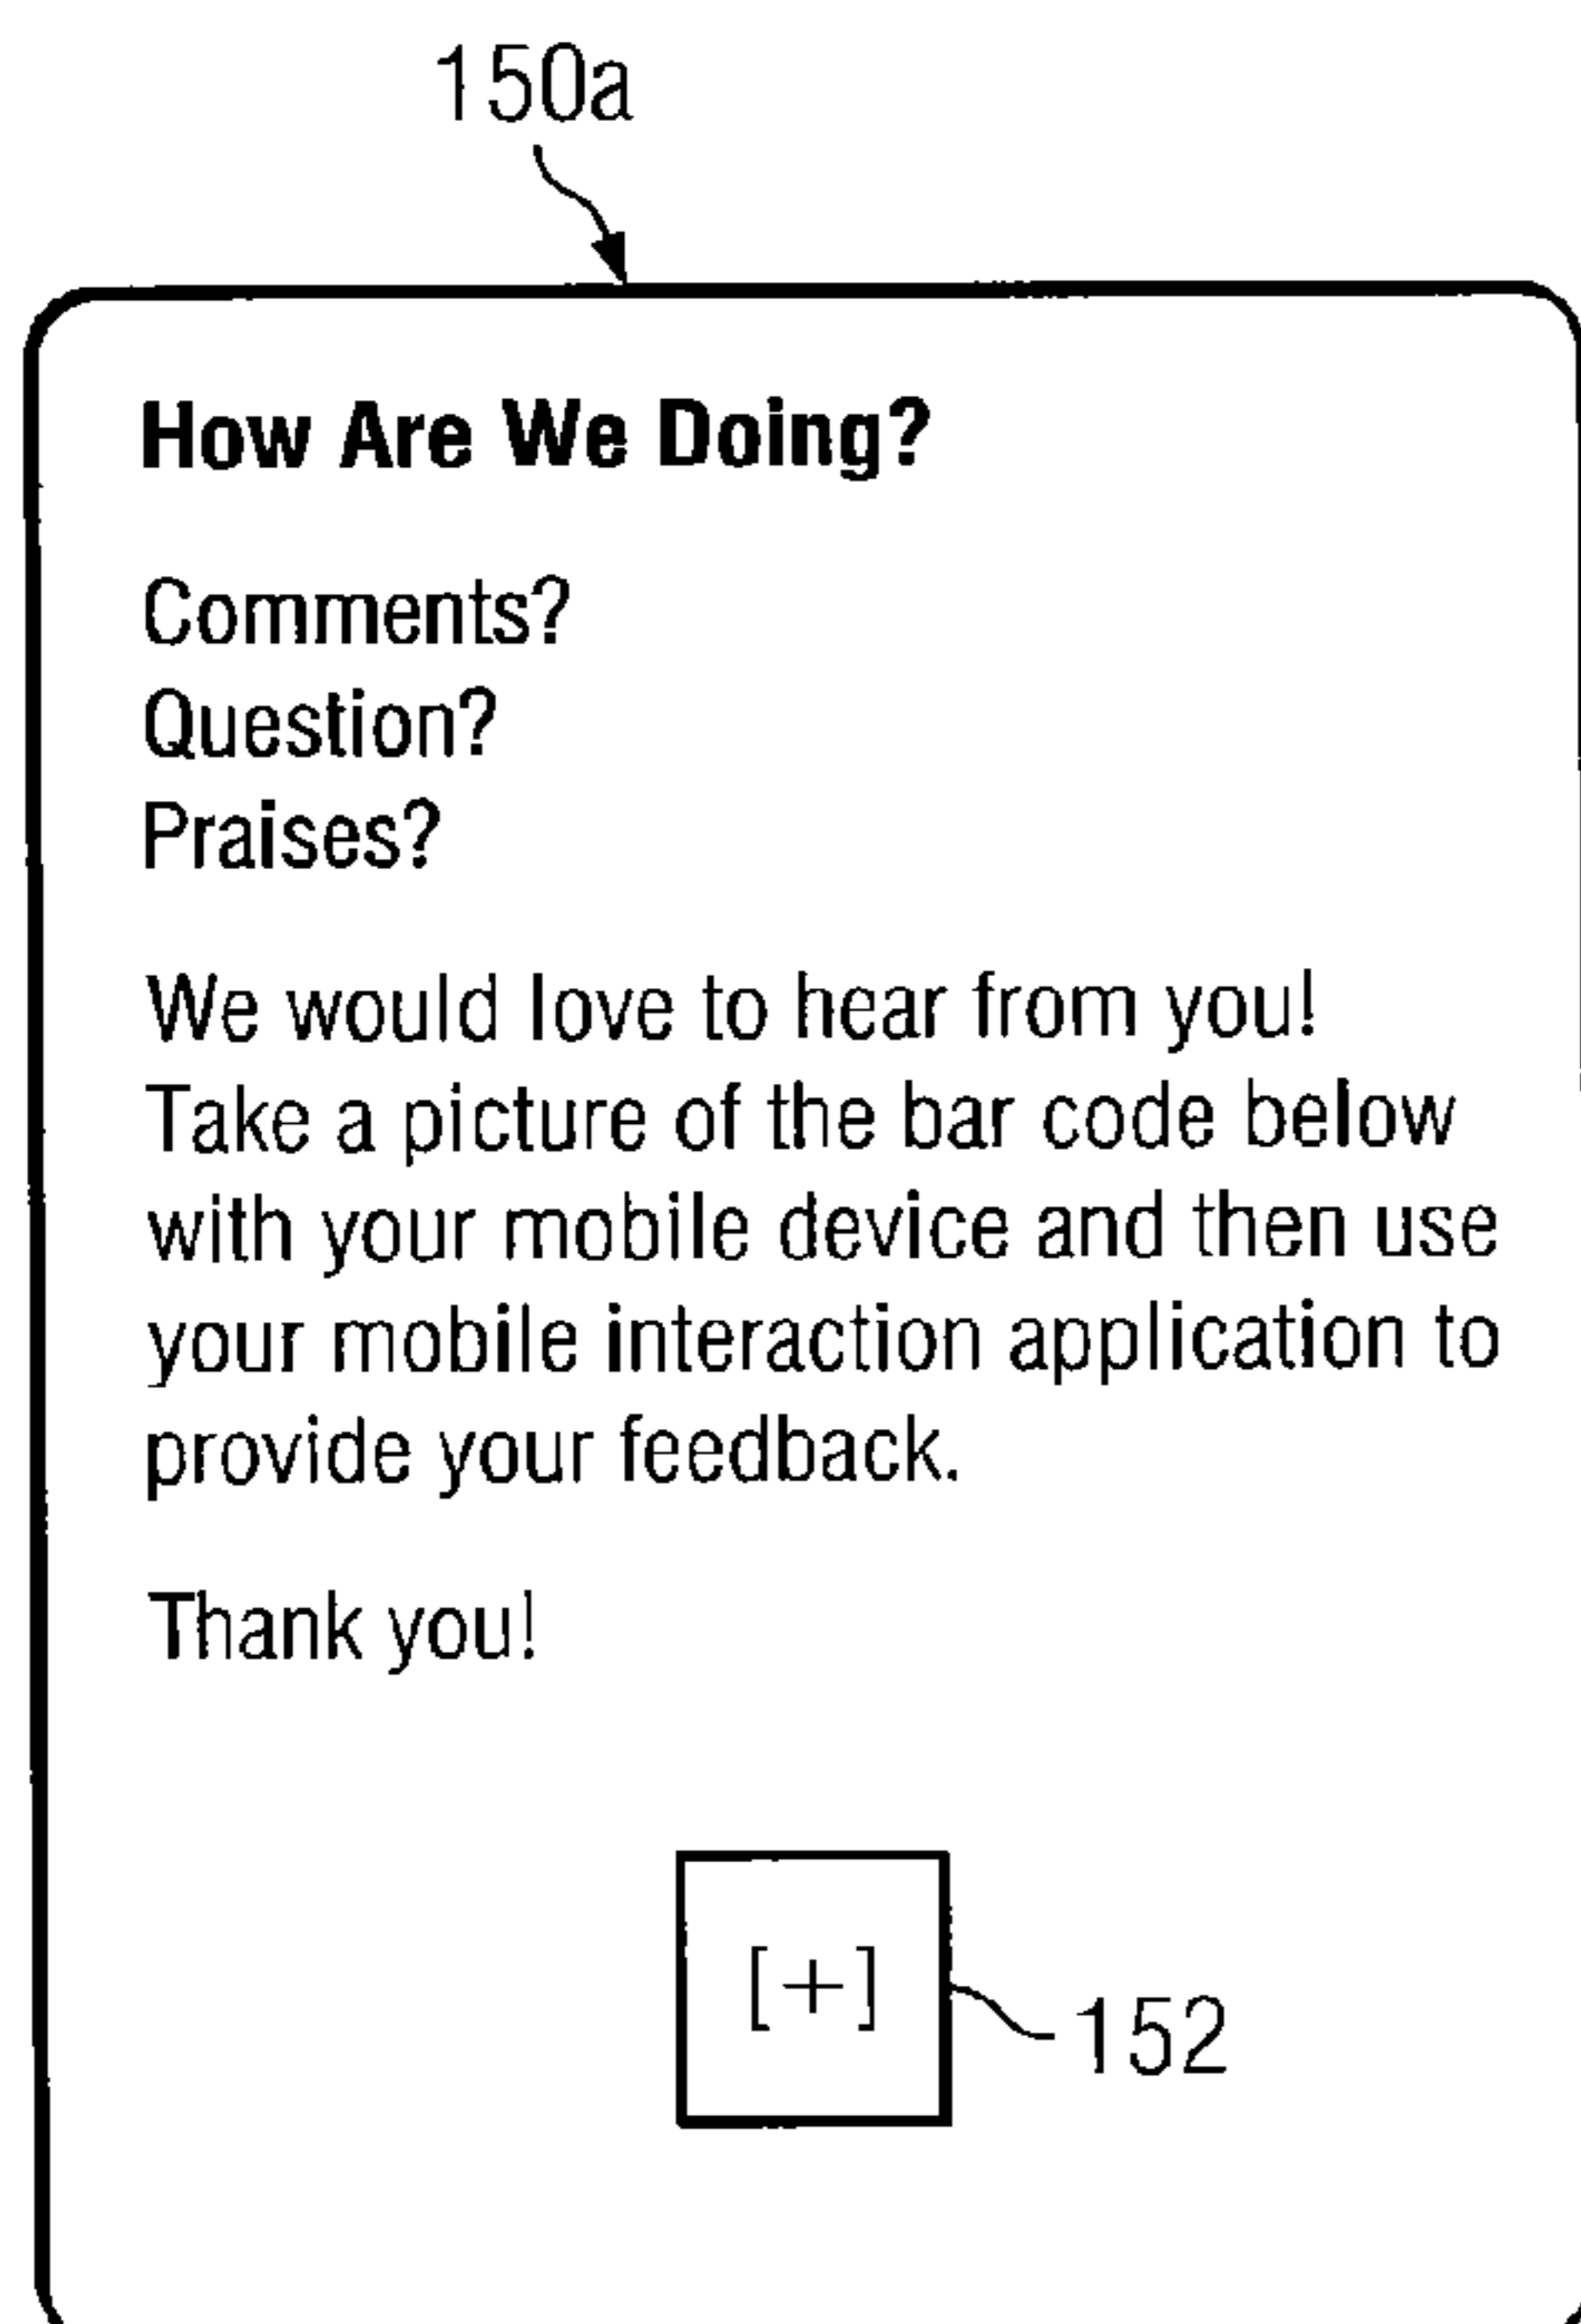 150a
How Are We Doing?
Comments?
Question?
Praises?
We would love to hear from you!
Take a picture of the bar code below
with your mobile device and then use
your mobile interaction application to
provide your feedback.
Thank you!
[+]
152